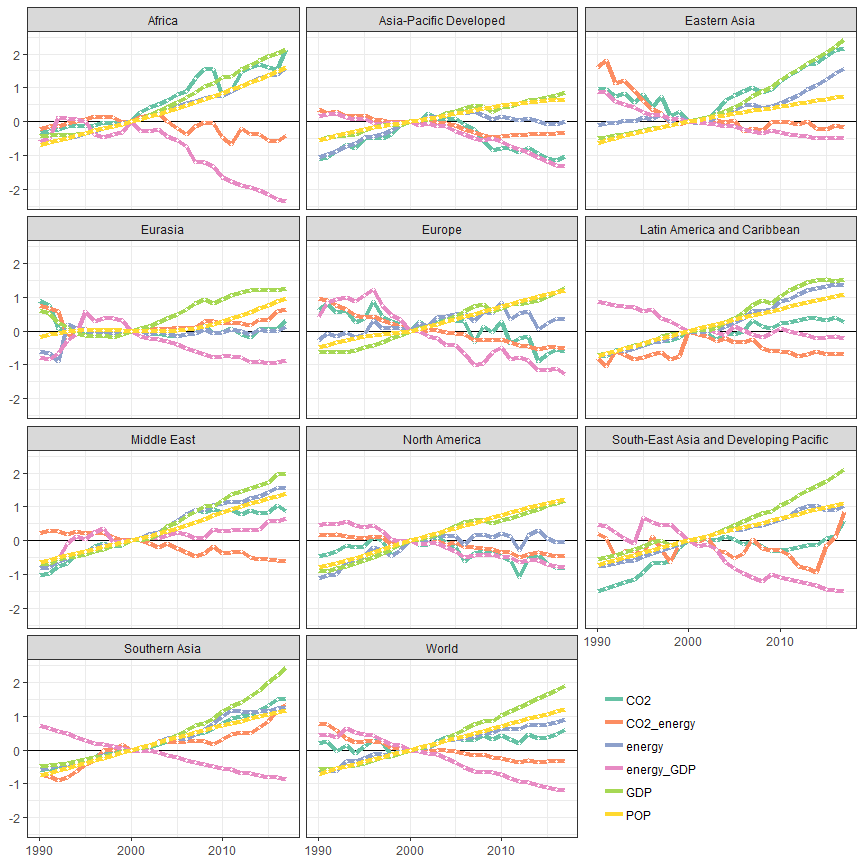 Africa
Asia-Pacific Developed
Eastern Asia
2
1
0
-1
-2
Eurasia
Europe
Latin America and Caribbean
2
1
0
-1
-2
Middle East
North America
South-East Asia and Developing Pacific
2
1
0
-1
-2
1990
2000
2010
Southern Asia
World
2
1
0
-1
-2
1990
2000
2010
1990
2000
2010
CO2
CO2_energy
energy
energy_GDP
GDP
POP